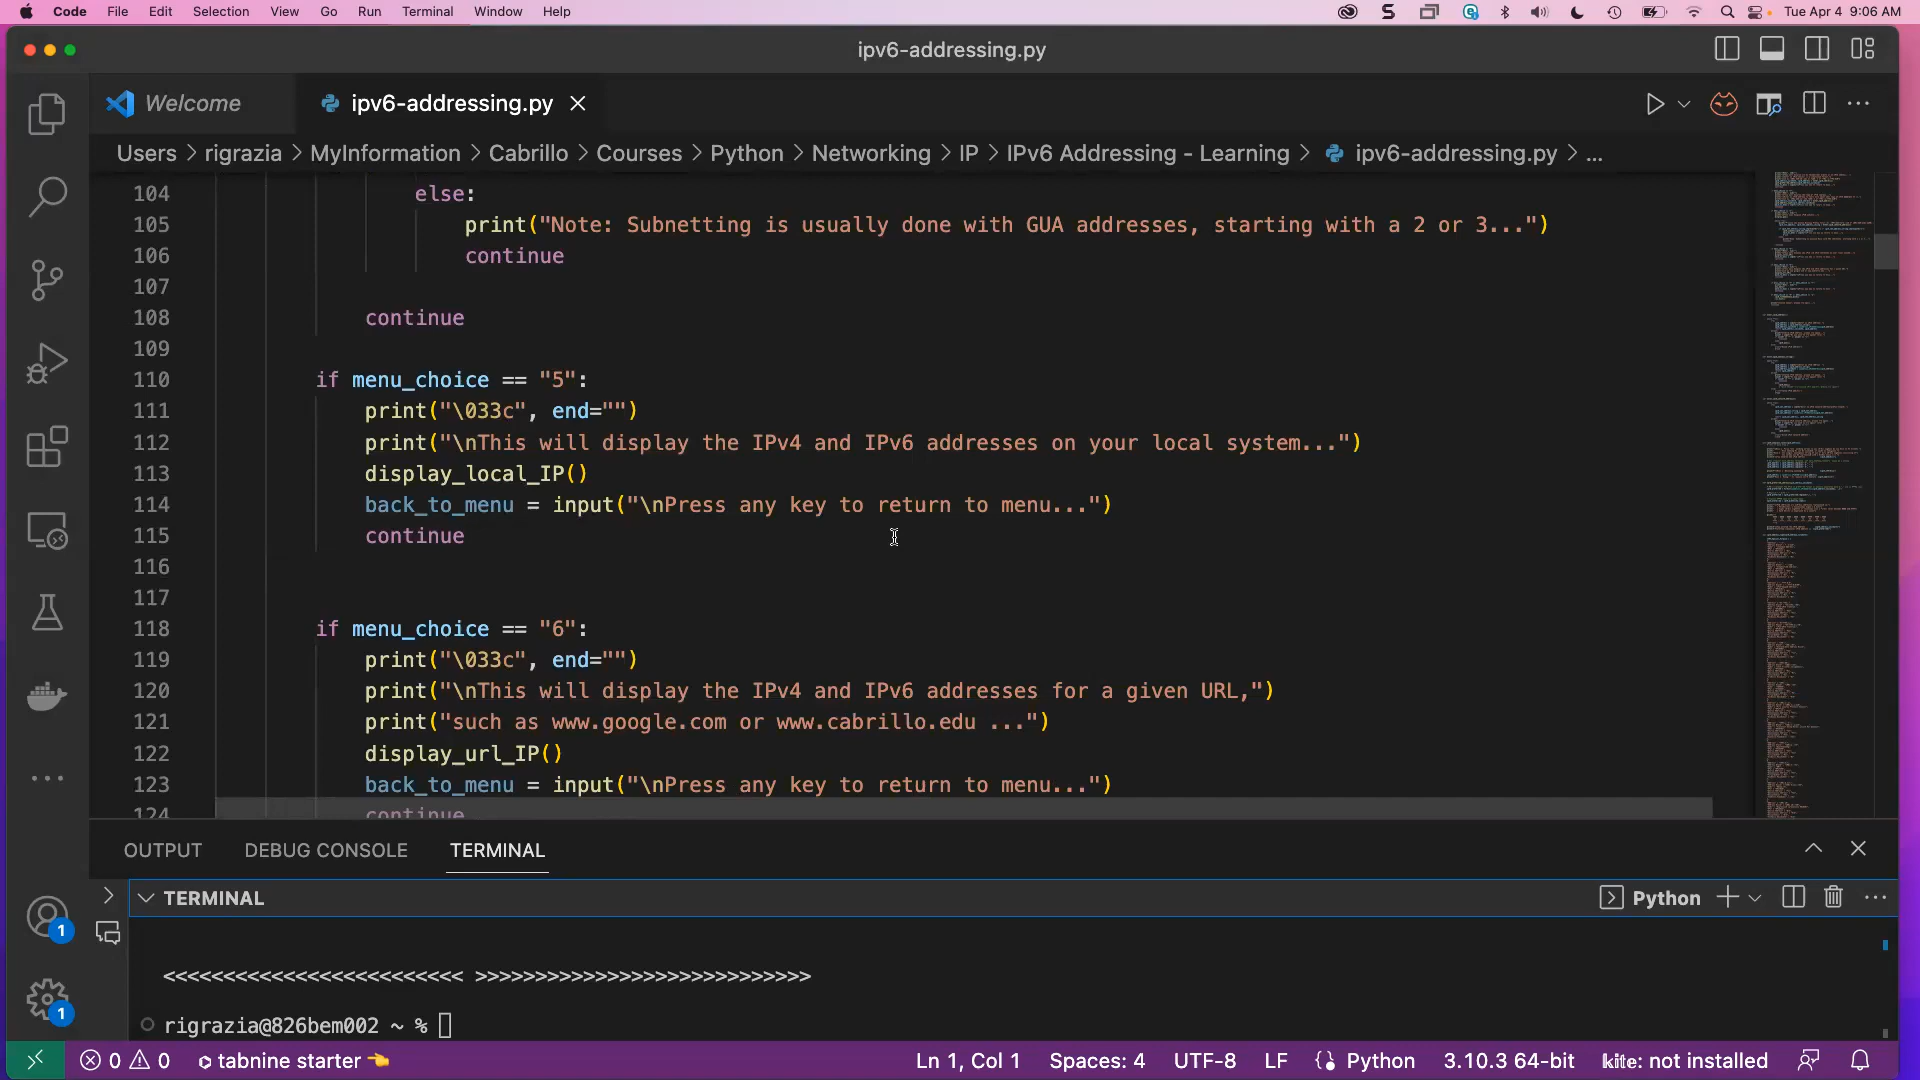 Code File Edit Selection View Go Run Terminal Window Help Tue Apr 4 9:06 AM
ipv6-addressing.py
Welcome ipv6-addressing.py
Users > rigrazia > MyInformation > Cabrillo > Courses > Python > Networking > IP > IPv6 Addressing - Learning > ipv6-addressing.py > ...
104 else:
105 print("Note: Subnetting is usually done with GUA addresses, starting with a 2 or 3...")
106 continue
107
108 continue
109
110 if menu_choice == "5":
111 print("\033c", end="")
112 print("\nThis will display the IPv4 and IPv6 addresses on your local system...")
113 display_local_IP()
114 back_to_menu = input("\nPress any key to return to menu...")
115 continue
116
117
118 if menu_choice == "6":
119 print("\033c", end="")
120 print("\nThis will display the IPv4 and IPv6 addresses for a given URL,")
121 print("such as www.google.com or www.cabrillo.edu ...")
122 display_url_IP()
123 back_to_menu = input("\nPress any key to return to menu...")
124 continue
OUTPUT DEBUG CONSOLE TERMINAL
TERMINAL Python
<<<<<<<<<<<<<<<<<<<<<<<<< >>>>>>>>>>>>>>>>>>>>>>>>>>>>
rigrazia@826bem002 ~ %
1
1
0 0 tabnine starter Ln 1, Col 1 Spaces: 4 UTF-8 LF Python 3.10.3 64-bit kite: not installed